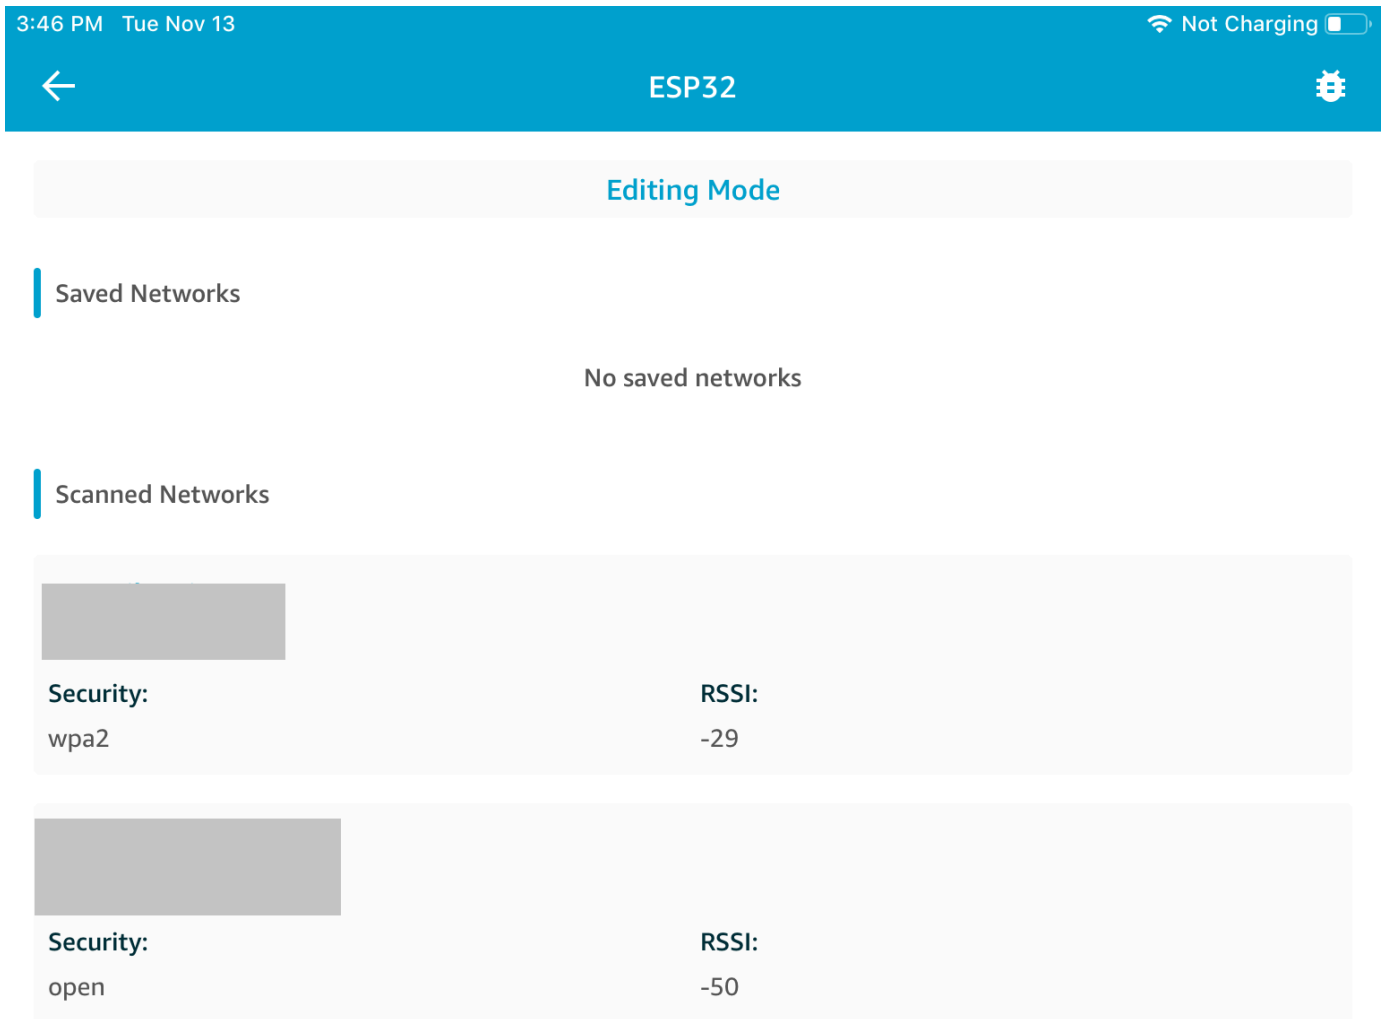 3:46 PM Tue Nov 13 Not Charging
ESP32
Editing Mode
Saved Networks
No saved networks
Scanned Networks
Security: RSSI:
wpa2 -29
Security: RSSI:
open -50